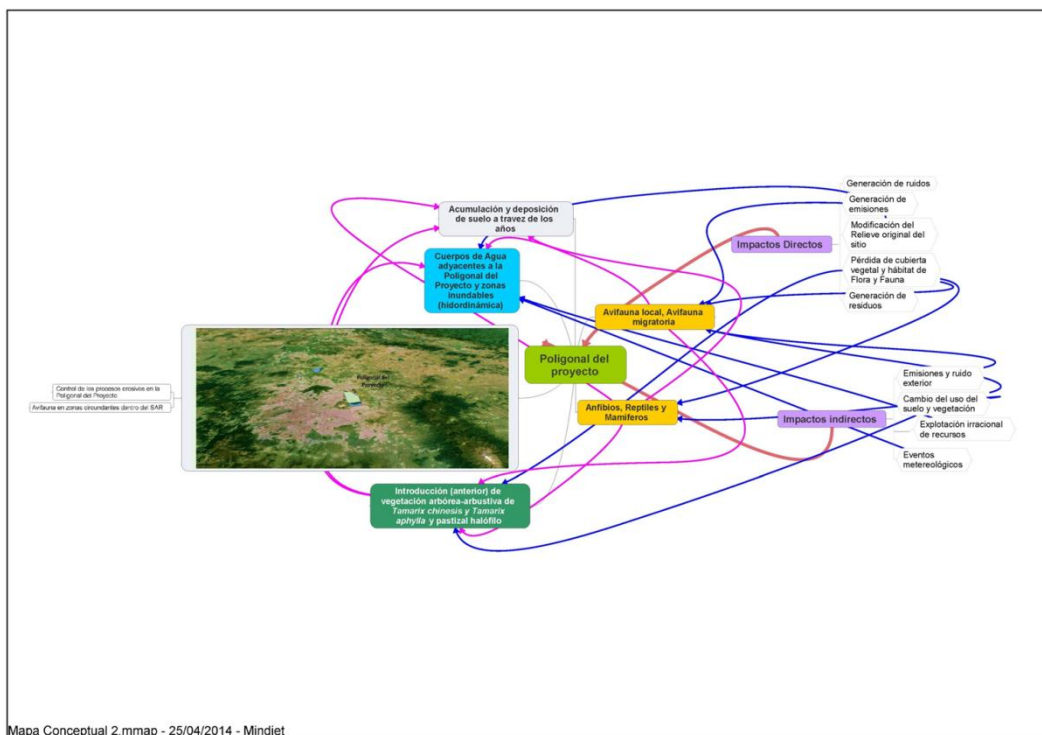 Generación de ruidos
Generación de
emisiones
Modificación del
Relieve original del
sitio
Pérdida de cubierta
vegetal y hábitat de
Flora y Fauna
Generación de
residuos
Impactos Directos
Acumulación y deposición
de suelo a travez de los
años
Cuerpos de Agua
adyacentes a la
Poligonal del
Proyecto y zonas
inundables
(hidordinámica)
Avifauna local, Avifauna
migratoria
Poligonal del
proyecto
Poligonal del
Proyecto
Control de los procesos erosivos en la
Poligonal del Proyecto
Avifauna en zonas circundantes dentro del SAR
Anfibios, Reptiles y
Mamíferos
Impactos indirectos
Emisiones y ruido
exterior
Cambio del uso del
suelo y vegetación
Explotación irracional
de recursos
Eventos
metereológicos
Introducción (anterior) de
vegetación arbórea-arbustiva de
Tamarix chinesis y Tamarix
aphylla y pastizal halófilo
Mapa Conceptual 2.mmap - 25/04/2014 - Mindjet